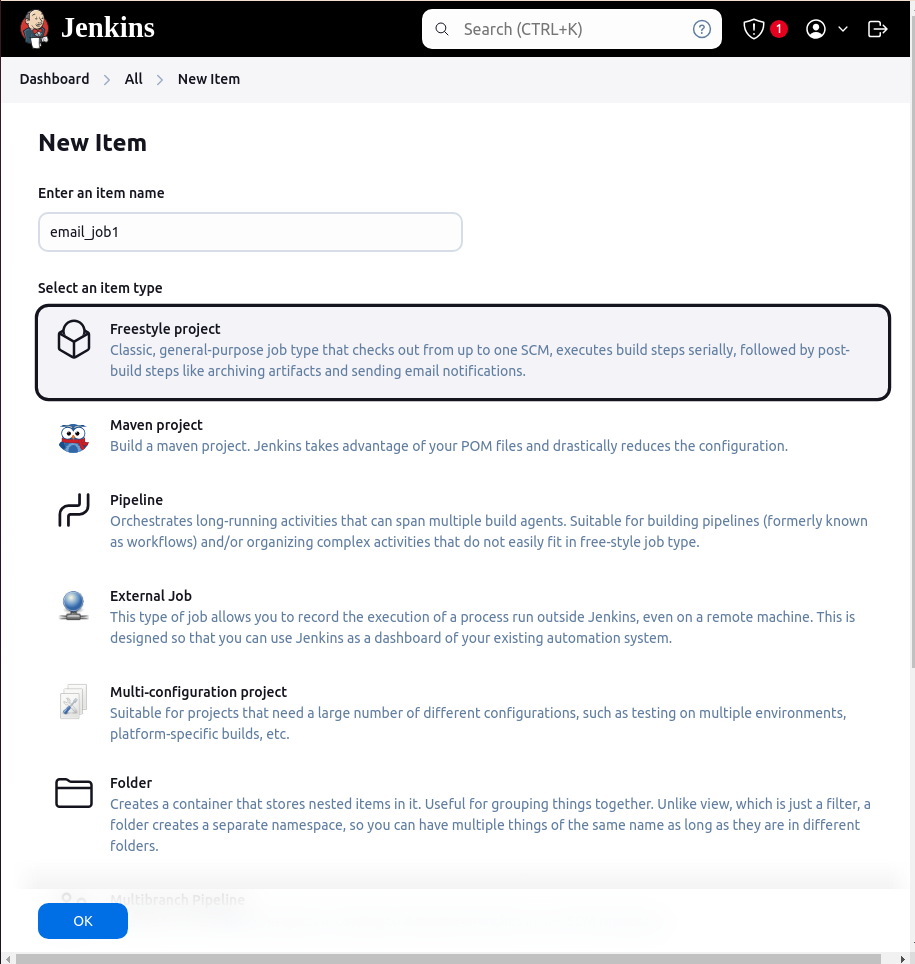 Jenkins
Search (CTRL+K)
1
Dashboard
All
New Item
New Item
Enter an item name
email_job1
Select an item type
Freestyle project
Classic, general-purpose job type that checks out from up to one SCM, executes build steps serially, followed by post-
build steps like archiving artifacts and sending email notifications.
Maven project
Build a maven project. Jenkins takes advantage of your POM files and drastically reduces the configuration.
Pipeline
Orchestrates long-running activities that can span multiple build agents. Suitable for building pipelines (formerly known
as workflows) and/or organizing complex activities that do not easily fit in free-style job type.
External Job
This type of job allows you to record the execution of a process run outside Jenkins, even on a remote machine. This is
designed so that you can use Jenkins as a dashboard of your existing automation system.
Multi-configuration project
Suitable for projects that need a large number of different configurations, such as testing on multiple environments,
platform-specific builds, etc.
Folder
Creates a container that stores nested items in it. Useful for grouping things together. Unlike view, which is just a filter, a
folder creates a separate namespace, so you can have multiple things of the same name as long as they are in different
folders.
Multibranch Pipeline
OK